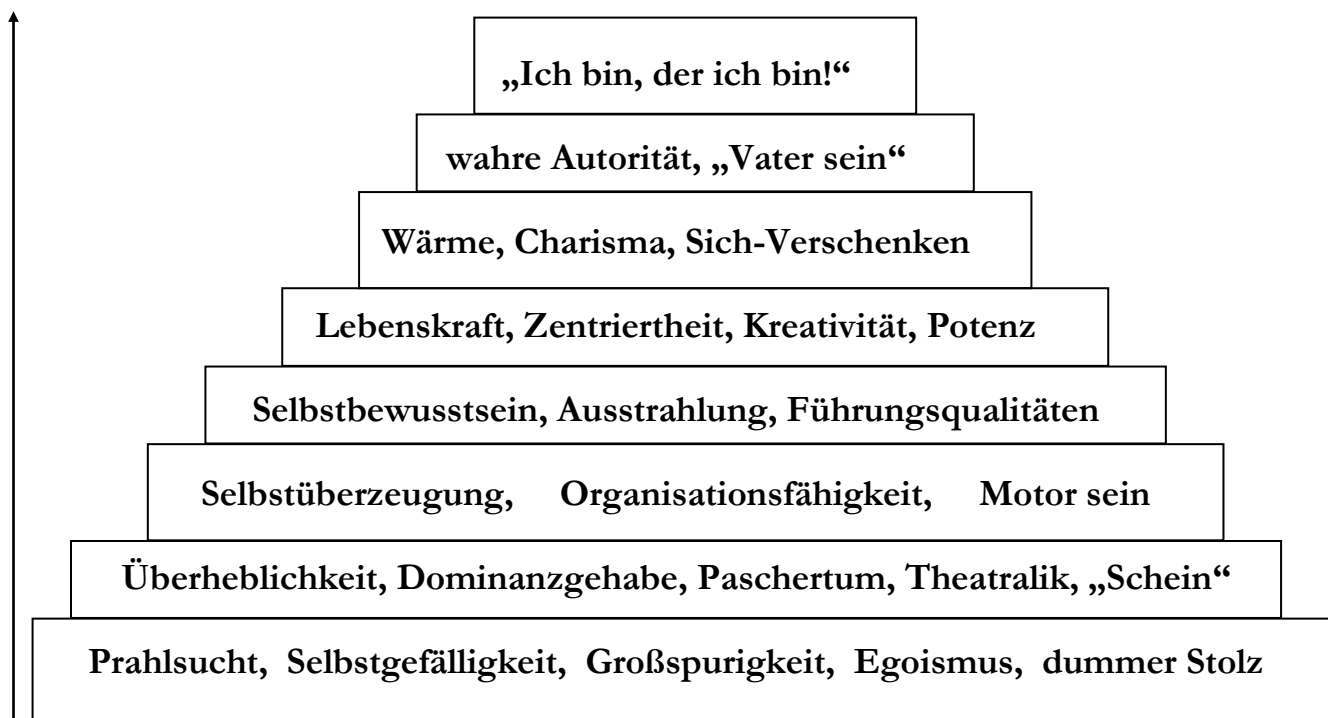 „Ich bin, der ich bin!“
wahre Autorität, „Vater sein“
Wärme, Charisma, Sich-Verschenken
Lebenskraft, Zentriertheit, Kreativität, Potenz
Selbstbewusstsein, Ausstrahlung, Führungsqualitäten
Selbstüberzeugung, Organisationsfähigkeit, Motor sein
Überheblichkeit, Dominanzgehabe, Paschertum, Theatralik, „Schein“
Prahlsucht, Selbstgefälligkeit, Großspurigkeit, Egoismus, dummer Stolz